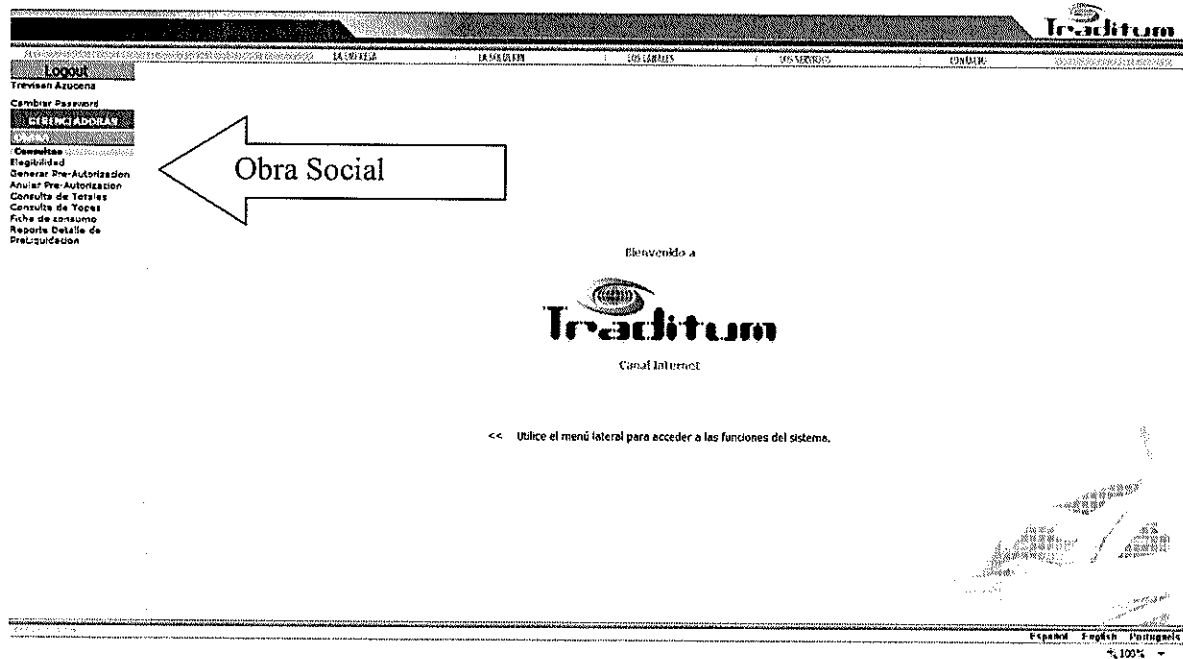 Traditum
LA EMPRESA LA SOLUCION LOS CANALES LOS SERVICIOS CONTACTO
Logout
Trevisan Azucena
Cambiar Password
GERENCIADORAS
Consultas
Elegibilidad
Generar Pre-Autorizacion
Anular Pre-Autorizacion
Consulta de Totales
Consulta de Topes
Ficha de consumo
Reporte Detalle de
PreLiquidacion
Obra Social
Bienvenido a
Traditum
Canal Internet
<< Utilice el menú lateral para acceder a las funciones del sistema.
Español English Portugués
100%